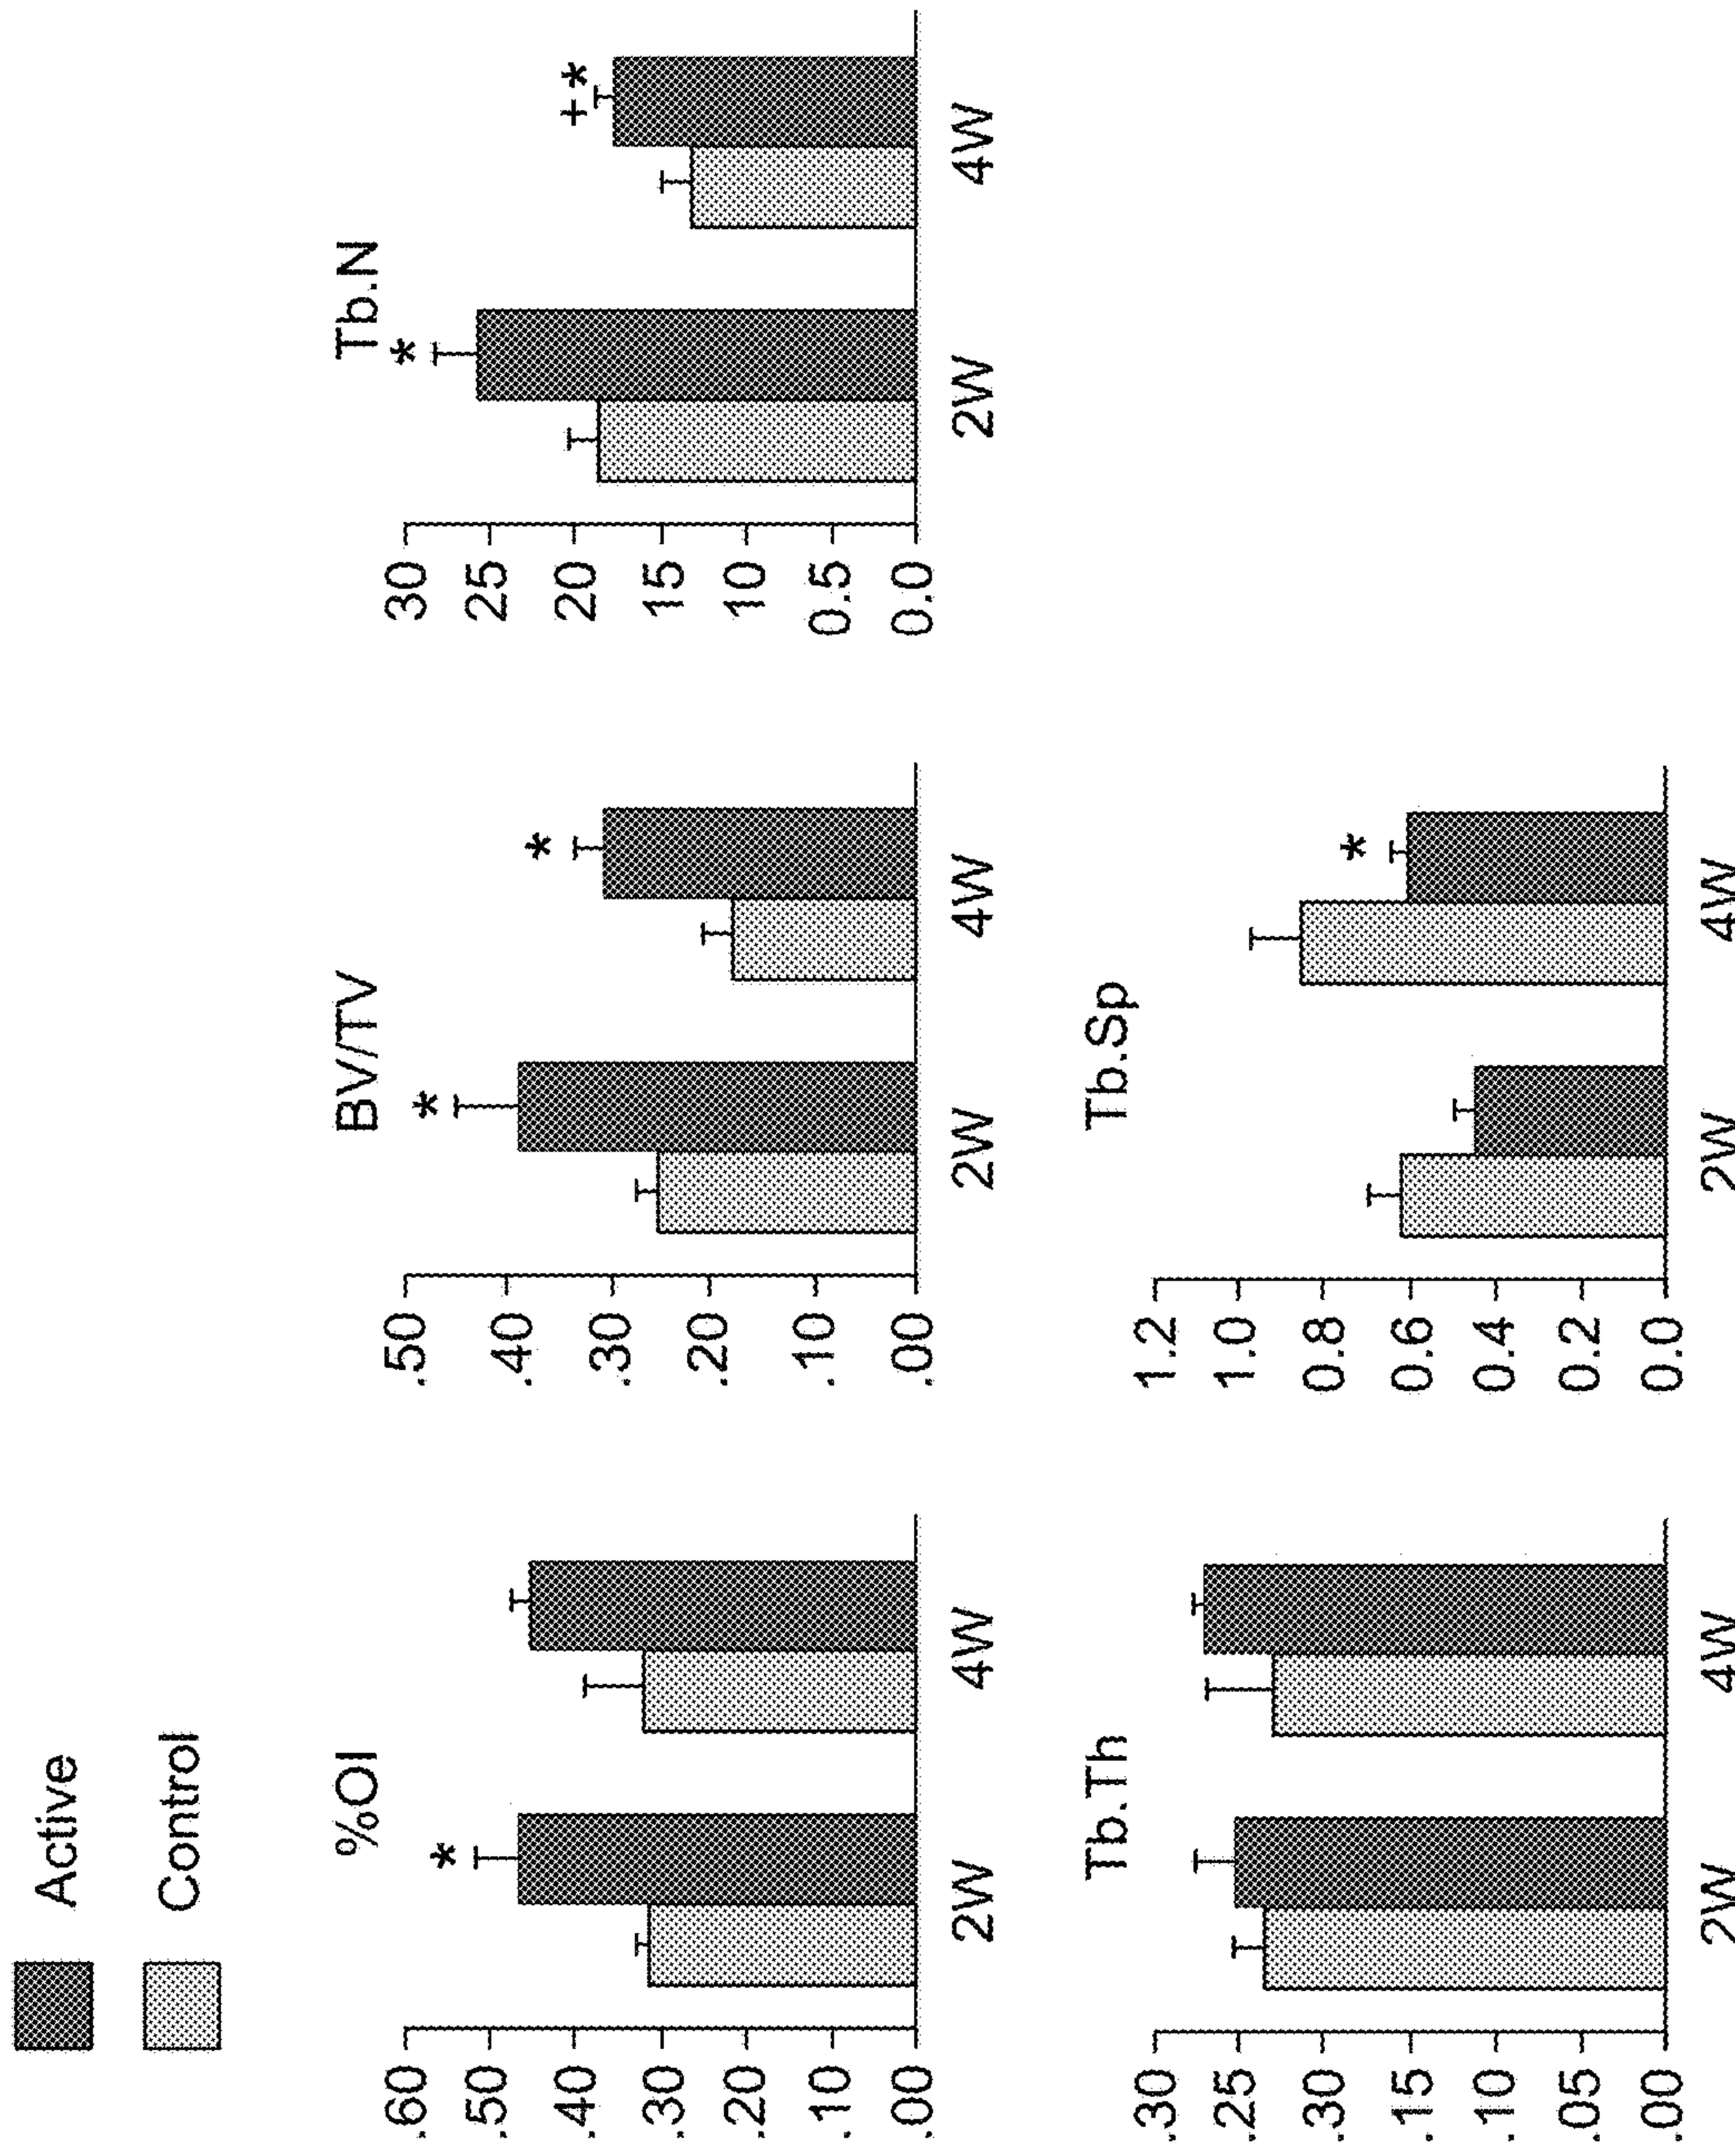 Active
Control
%OI
.60
.50
.40
.30
.20
.10
.00
*
2W
4W
BV/TV
.50
.40
.30
.20
.10
.00
*
*
2W
4W
Tb.N
30
25
20
15
10
0.5
0.0
*
+*
2W
4W
Tb.Th
.30
.25
.30
.15
.10
.05
.00
2W
4W
Tb.Sp
1.2
1.0
0.8
0.6
0.4
0.2
0.0
*
2W
4W